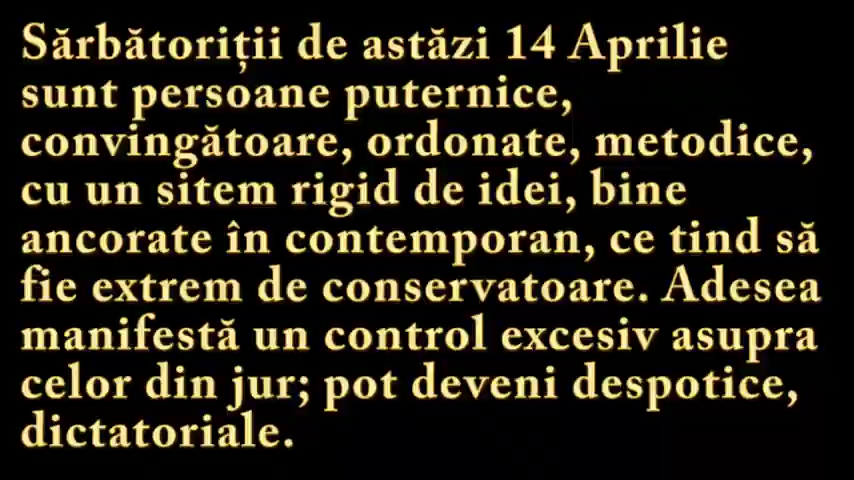 Sărbătoriții de astăzi 14 Aprilie
sunt persoane puternice,
convingătoare, ordonate, metodice,
cu un sitem rigid de idei, bine
ancorate în contemporan, ce tind să
fie extrem de conservatoare. Adesea
manifestă un control excesiv asupra
celor din jur; pot deveni despotice,
dictatoriale.